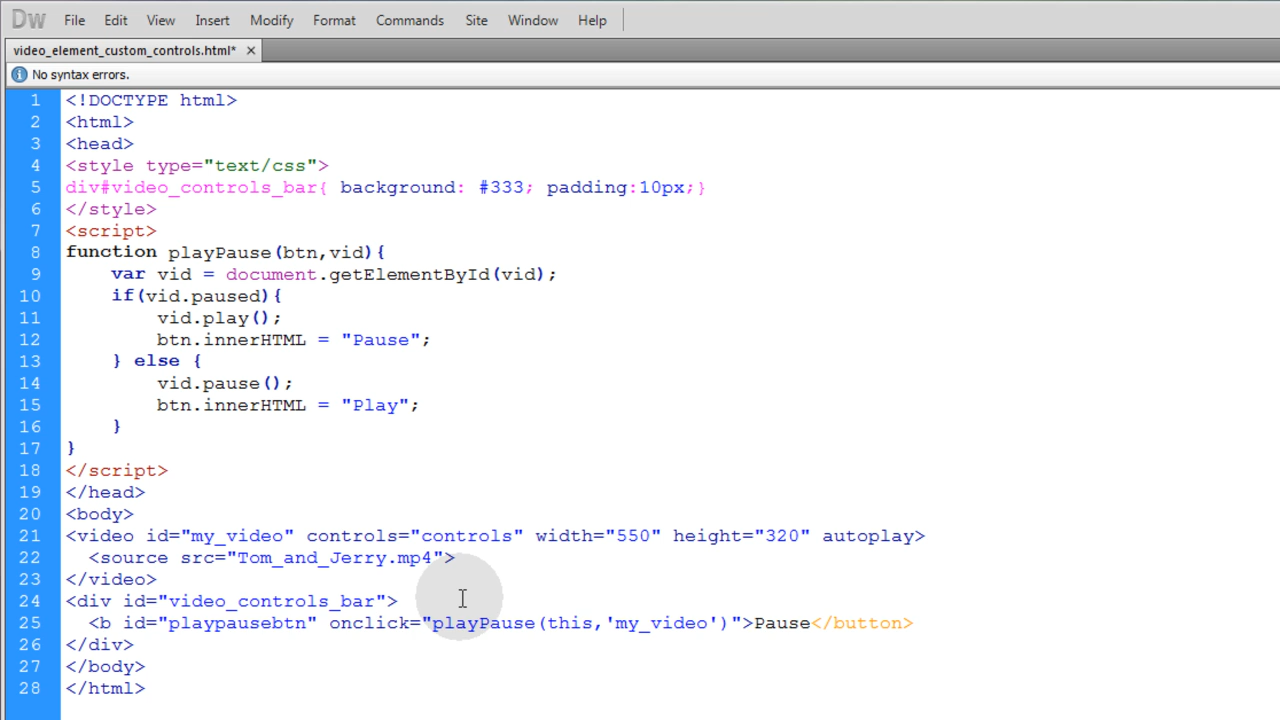 Dw File Edit View Insert Modify Format Commands Site Window Help
video_element_custom_controls.html* ×
No syntax errors.
1 <!DOCTYPE html>
2 <html>
3 <head>
4 <style type="text/css">
5 div#video_controls_bar{ background: #333; padding:10px;}
6 </style>
7 <script>
8 function playPause(btn,vid){
9     var vid = document.getElementById(vid);
10     if(vid.paused){
11         vid.play();
12         btn.innerHTML = "Pause";
13     } else {
14         vid.pause();
15         btn.innerHTML = "Play";
16     }
17 }
18 </script>
19 </head>
20 <body>
21 <video id="my_video" controls="controls" width="550" height="320" autoplay>
22   <source src="Tom_and_Jerry.mp4">
23 </video>
24 <div id="video_controls_bar">
25   <b id="playpausebtn" onclick="playPause(this,'my_video')">Pause</button>
26 </div>
27 </body>
28 </html>